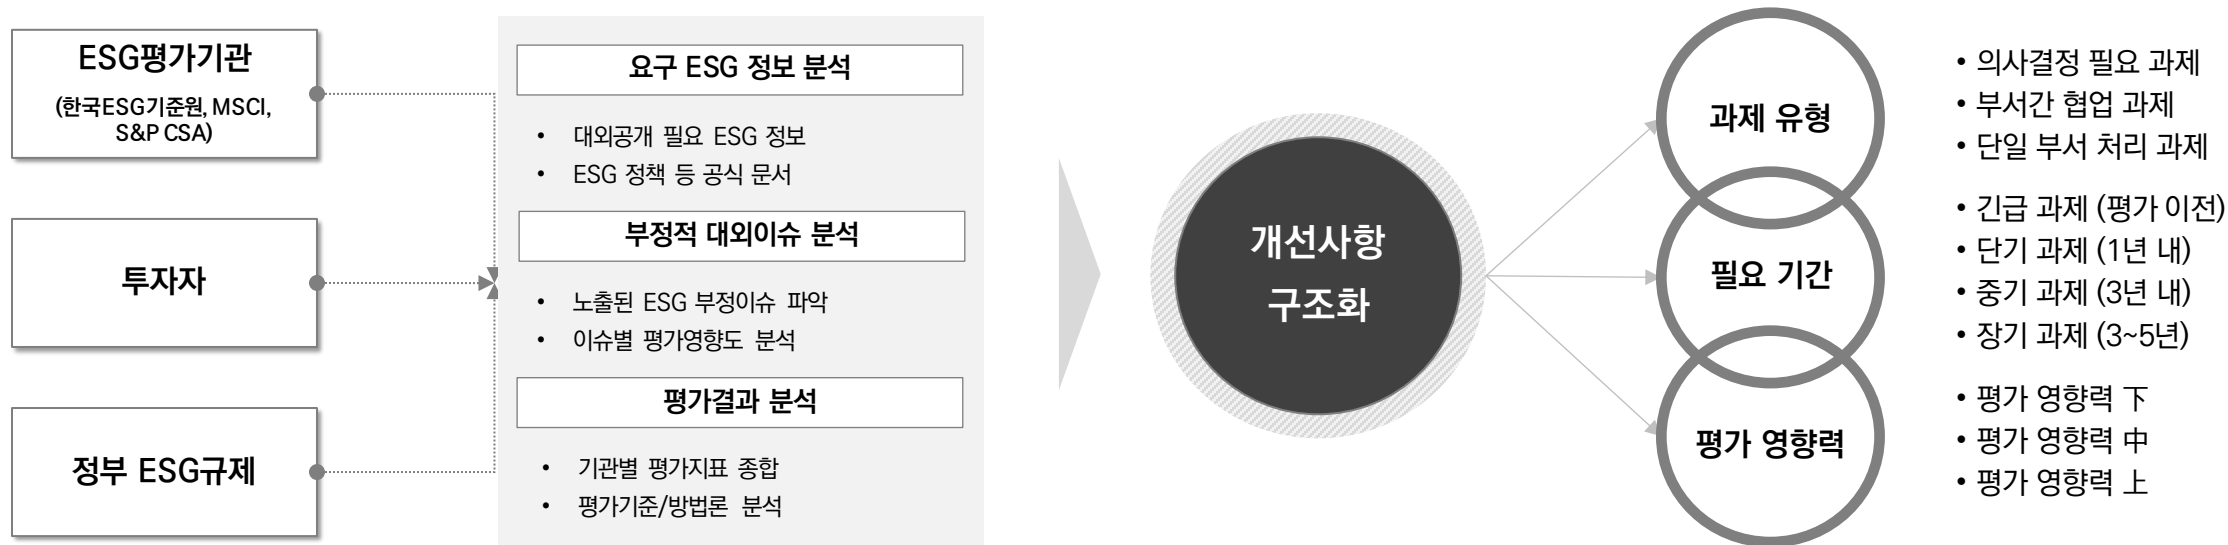 ESG평가기관
(한국ESG기준원, MSCI,
S&P CSA)
투자자
정부 ESG규제
요구 ESG 정보 분석
• 대외공개 필요 ESG 정보
• ESG 정책 등 공식 문서
부정적 대외이슈 분석
• 노출된 ESG 부정이슈 파악
• 이슈별 평가영향도 분석
평가결과 분석
• 기관별 평가지표 종합
• 평가기준/방법론 분석
개선사항
구조화
과제 유형
• 의사결정 필요 과제
• 부서간 협업 과제
• 단일 부서 처리 과제
필요 기간
• 긴급 과제 (평가 이전)
• 단기 과제 (1년 내)
• 중기 과제 (3년 내)
• 장기 과제 (3~5년)
평가 영향력
• 평가 영향력 下
• 평가 영향력 中
• 평가 영향력 上